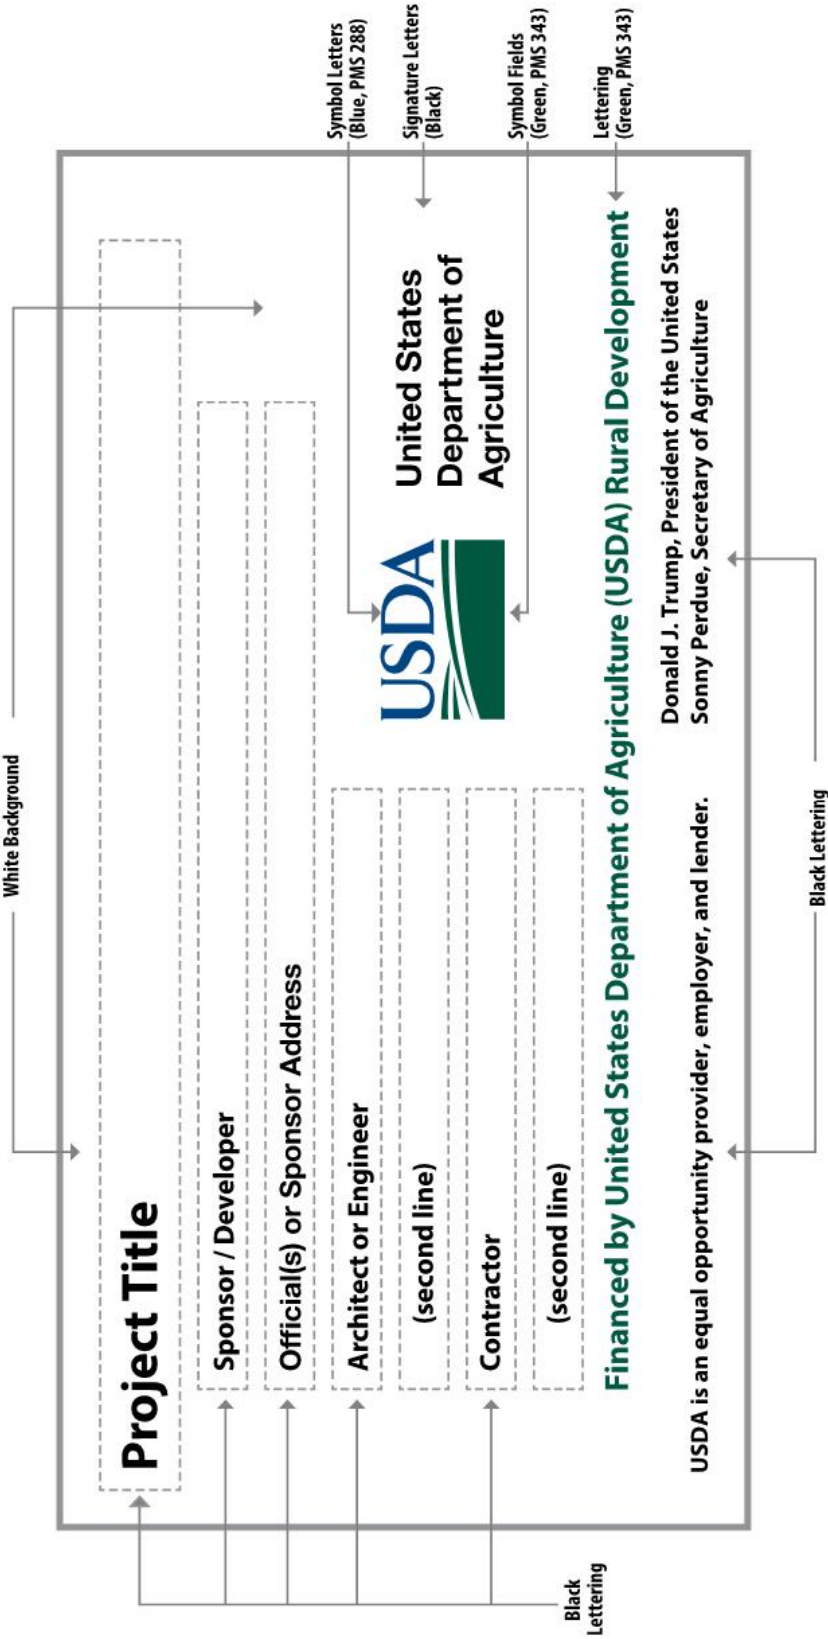 White Background
Project Title
Sponsor / Developer
Official(s) or Sponsor Address
Architect or Engineer
(second line)
Contractor
(second line)
USDA
United States
Department of
Agriculture
Financed by United States Department of Agriculture (USDA) Rural Development
Donald J. Trump, President of the United States
USDA is an equal opportunity provider, employer, and lender.
Sonny Perdue, Secretary of Agriculture
Symbol Letters
(Blue, PMS 288)
Signature Letters
(Black)
Symbol Fields
(Green, PMS 343)
Lettering
(Green, PMS 343)
Black
Lettering
Black Lettering